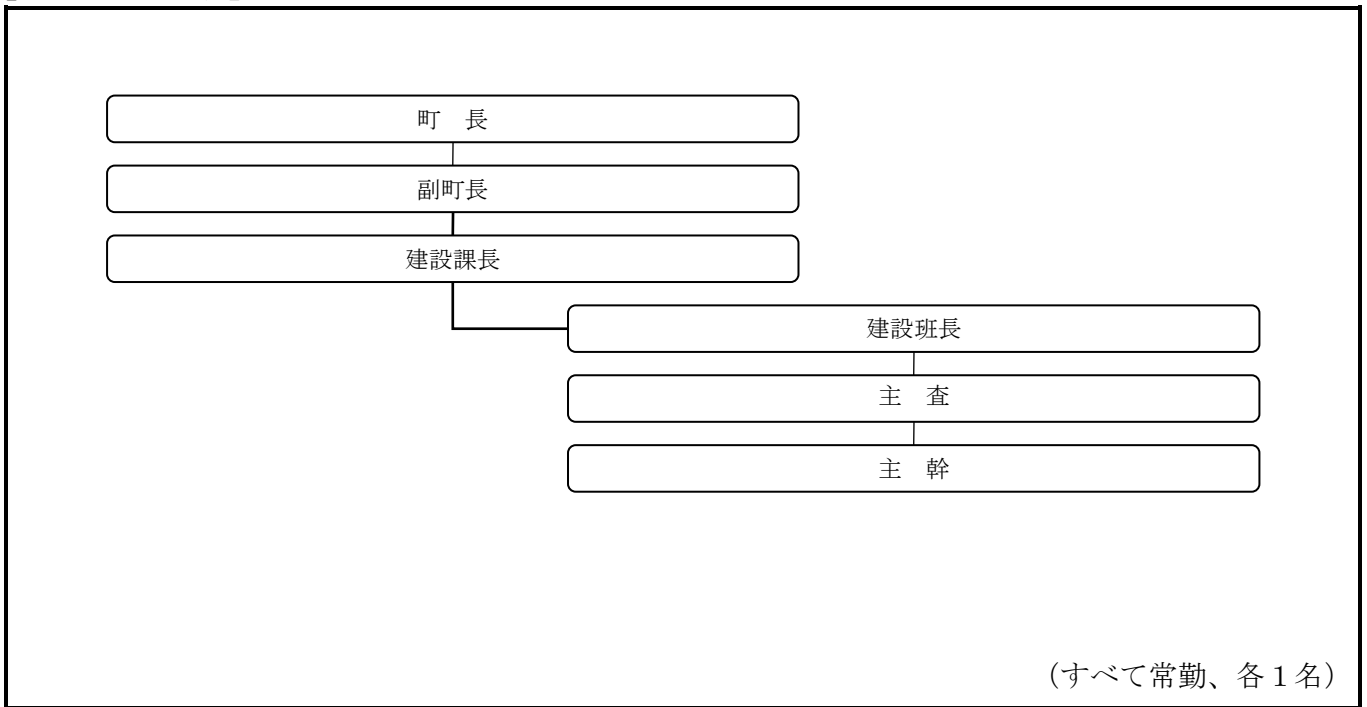 町　長
副町長
建設課長
建設班長
主　査
主　幹
（すべて常勤、各１名）